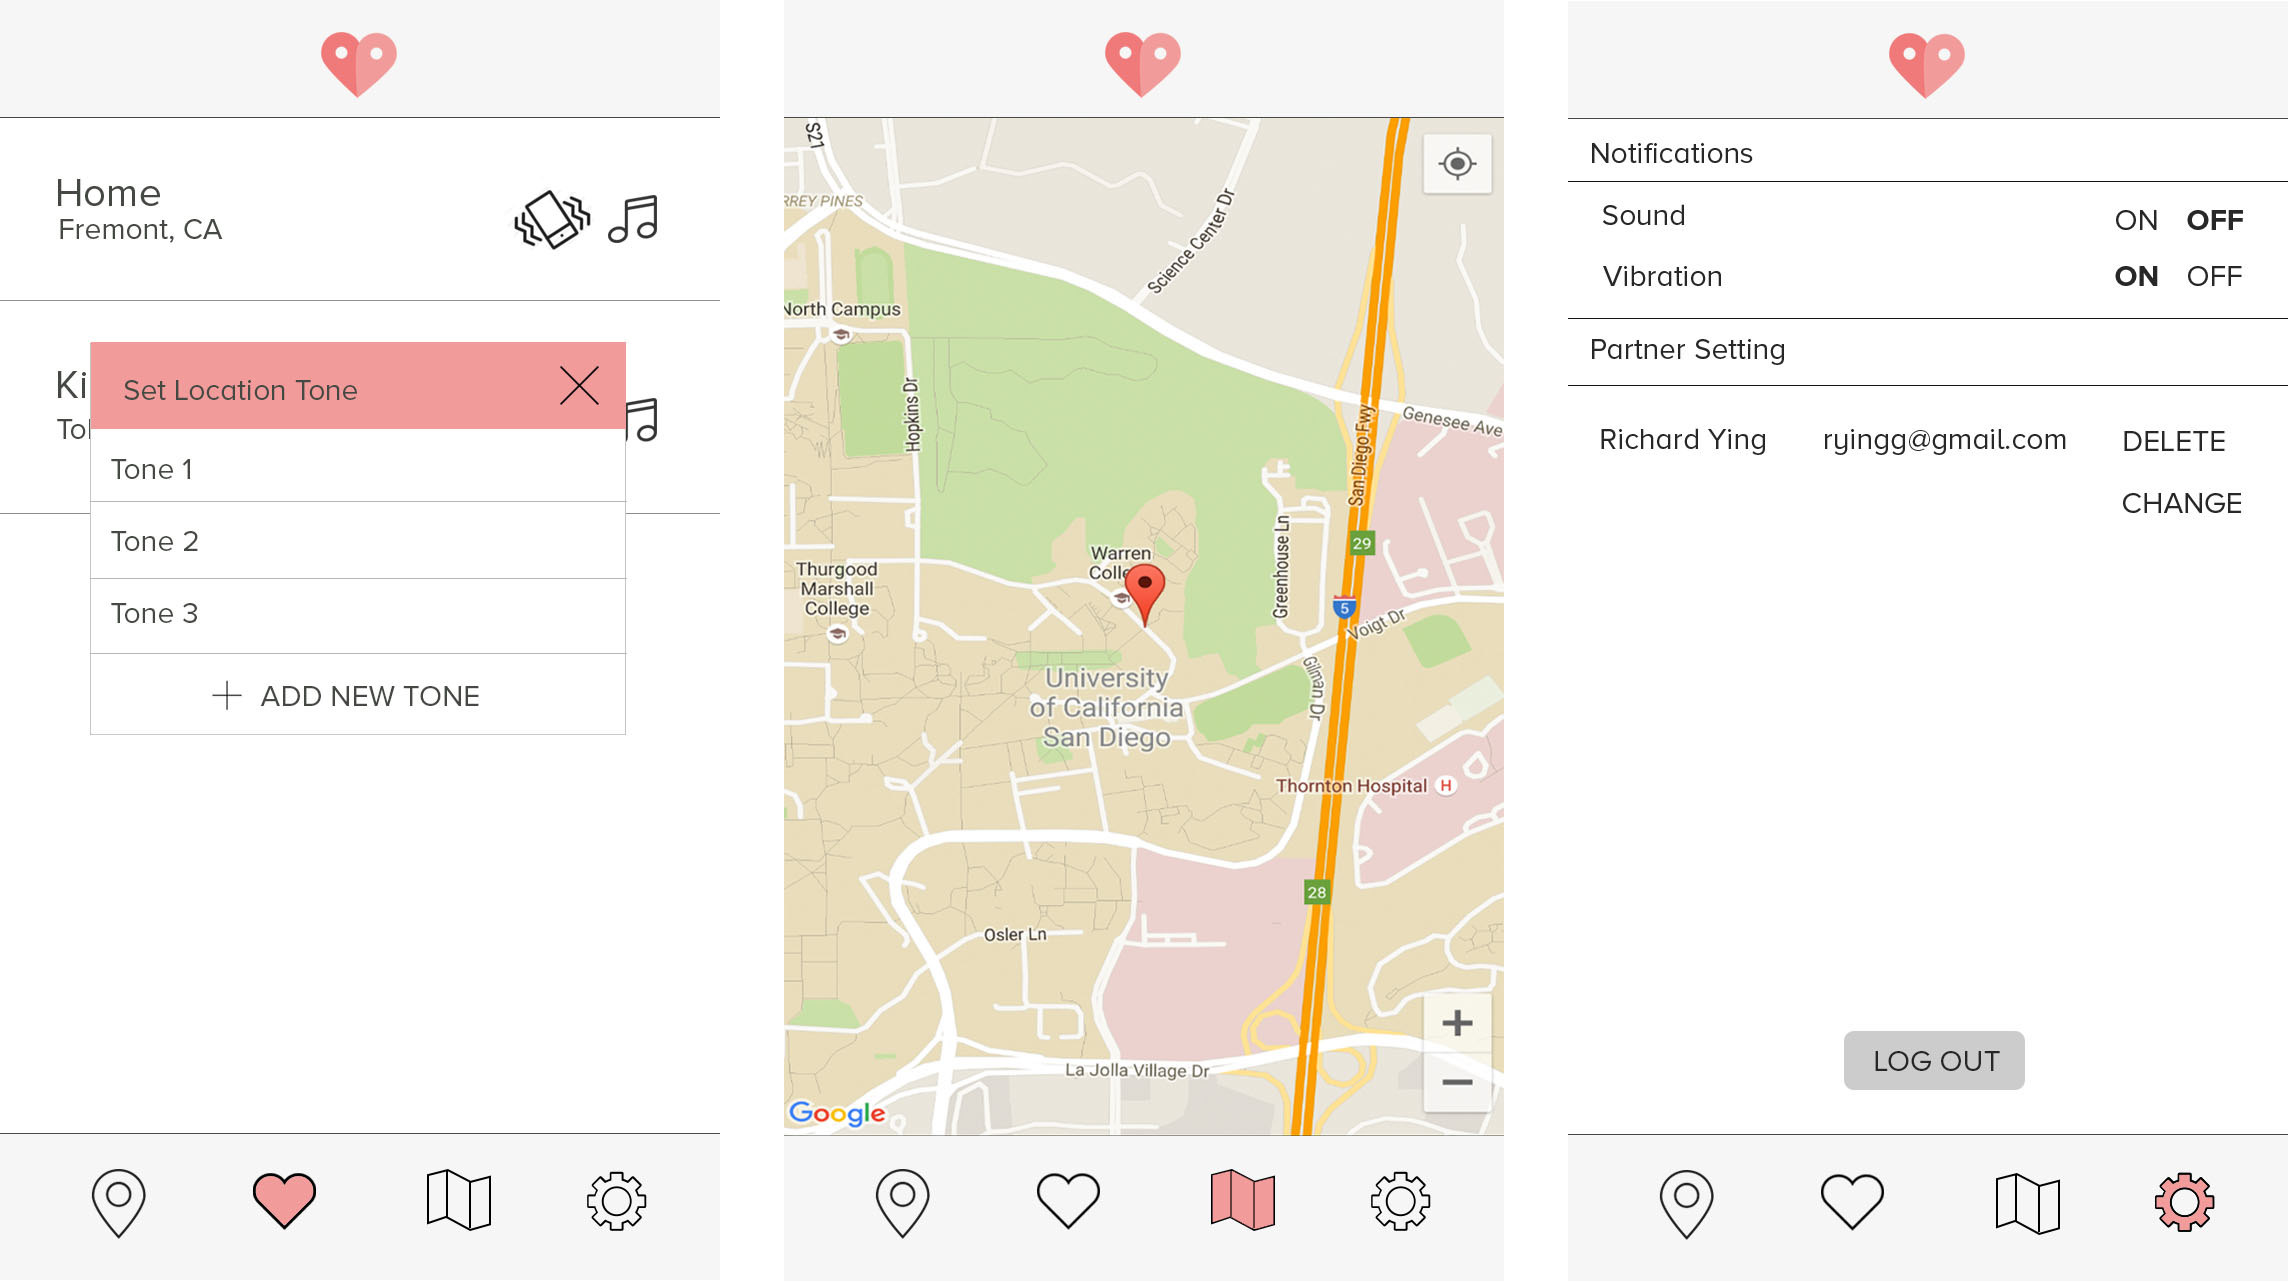 Home
Fremont, CA
Ki
Set Location Tone
Tone 1
Tone 2
Tone 3
ADD NEW TONE
S21
RREY PINES
Science Center Dr
North Campus
Hopkins Dr
San Diego Fwy
Genesee Ave
Greenhouse Ln
29
Warren
Colle
Thurgood
Marshall
College
5
Voigt Dr
Gilman Dr
University
of California
San Diego
Thornton Hospital H
28
Osler Ln
La Jolla Village Dr
Google
Notifications
Sound ON OFF
Vibration ON OFF
Partner Setting
Richard Ying ryingg@gmail.com DELETE
CHANGE
LOG OUT